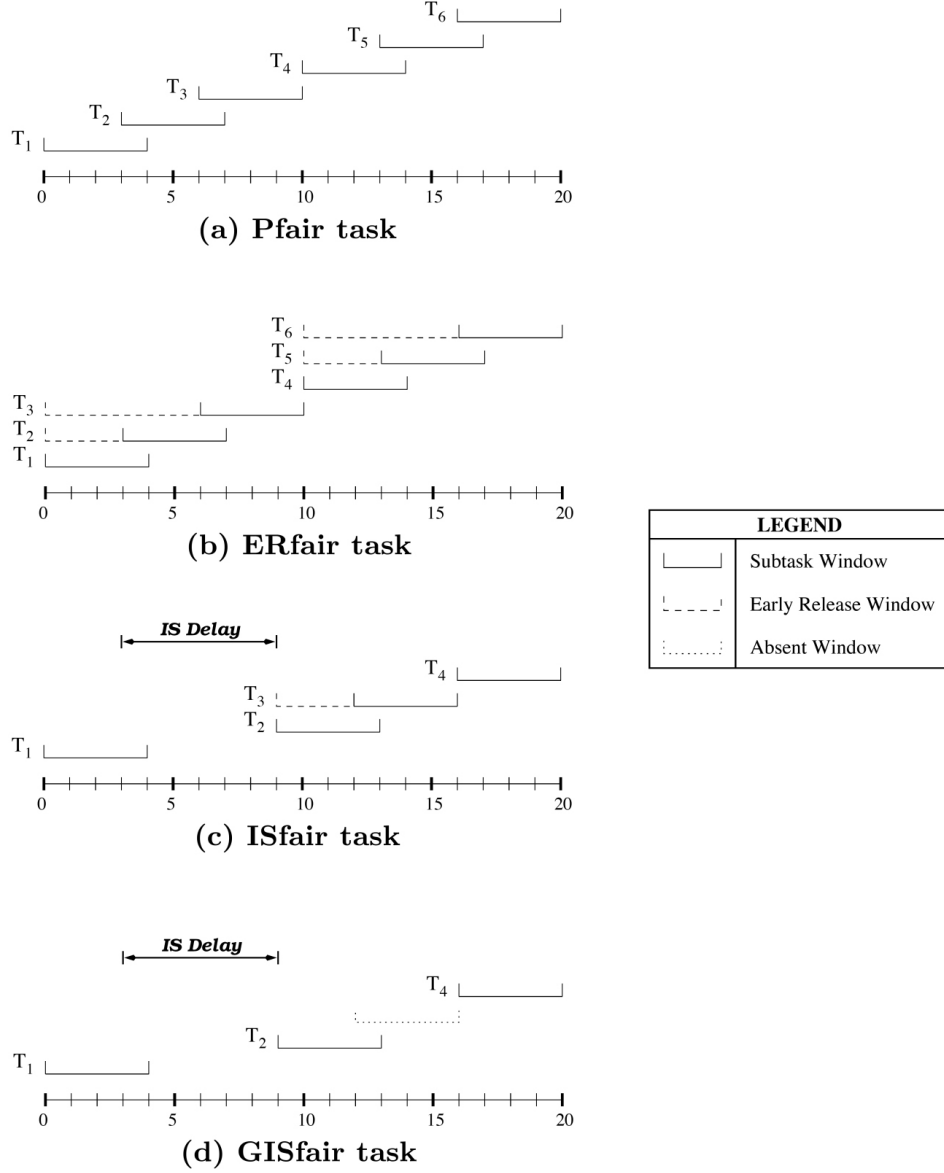 T6
T5
T4
T3
T2
T1
0 5 10 15 20
(a) Pfair task
T6
T5
T4
T3
T2
T1
0 5 10 15 20
(b) ERfair task
LEGEND
Subtask Window
Early Release Window
Absent Window
IS Delay
T4
T3
T2
T1
0 5 10 15 20
(c) ISfair task
IS Delay
T4
T2
T1
0 5 10 15 20
(d) GISfair task